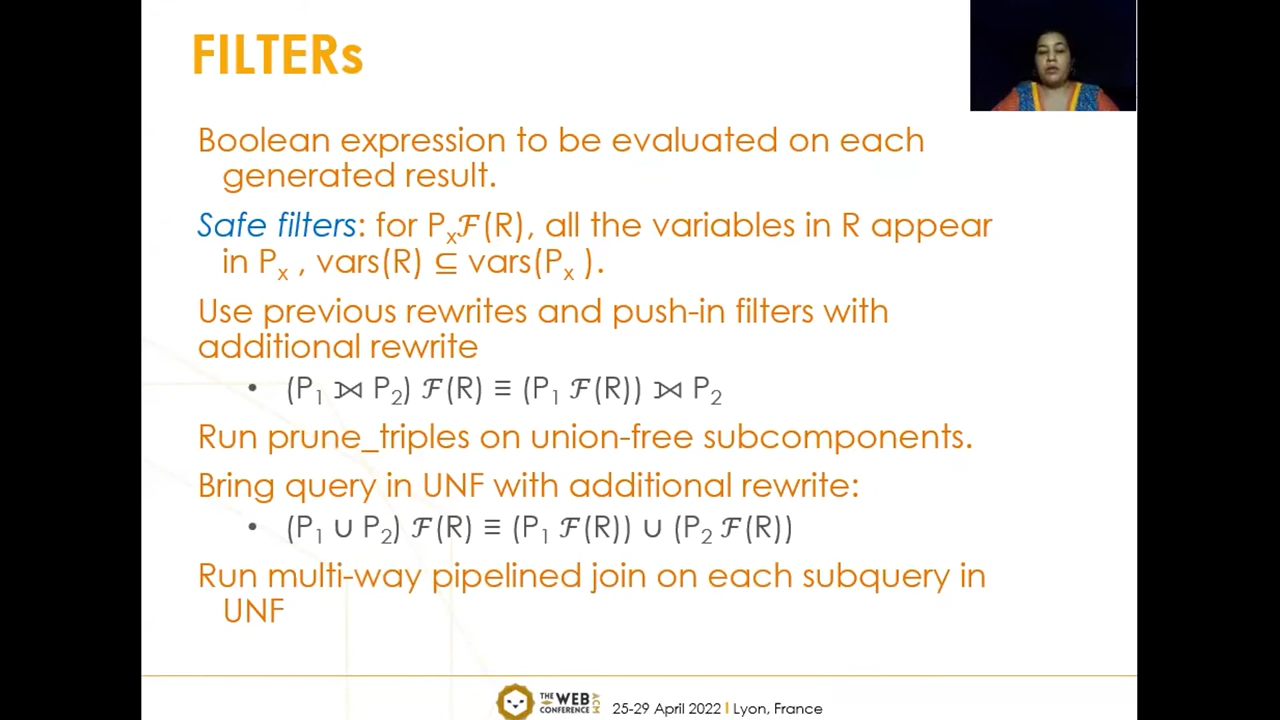 FILTERs
Boolean expression to be evaluated on each
generated result.
Safe filters: for Pₓℱ(R), all the variables in R appear
in Pₓ , vars(R) ⊆ vars(Pₓ ).
Use previous rewrites and push-in filters with
additional rewrite
• (P₁ ⟕ P₂) ℱ(R) ≡ (P₁ ℱ(R)) ⟕ P₂
Run prune_triples on union-free subcomponents.
Bring query in UNF with additional rewrite:
• (P₁ ∪ P₂) ℱ(R) ≡ (P₁ ℱ(R)) ∪ (P₂ ℱ(R))
Run multi-way pipelined join on each subquery in
UNF
THE WEB CONFERENCE ACM
25-29 April 2022 I Lyon, France